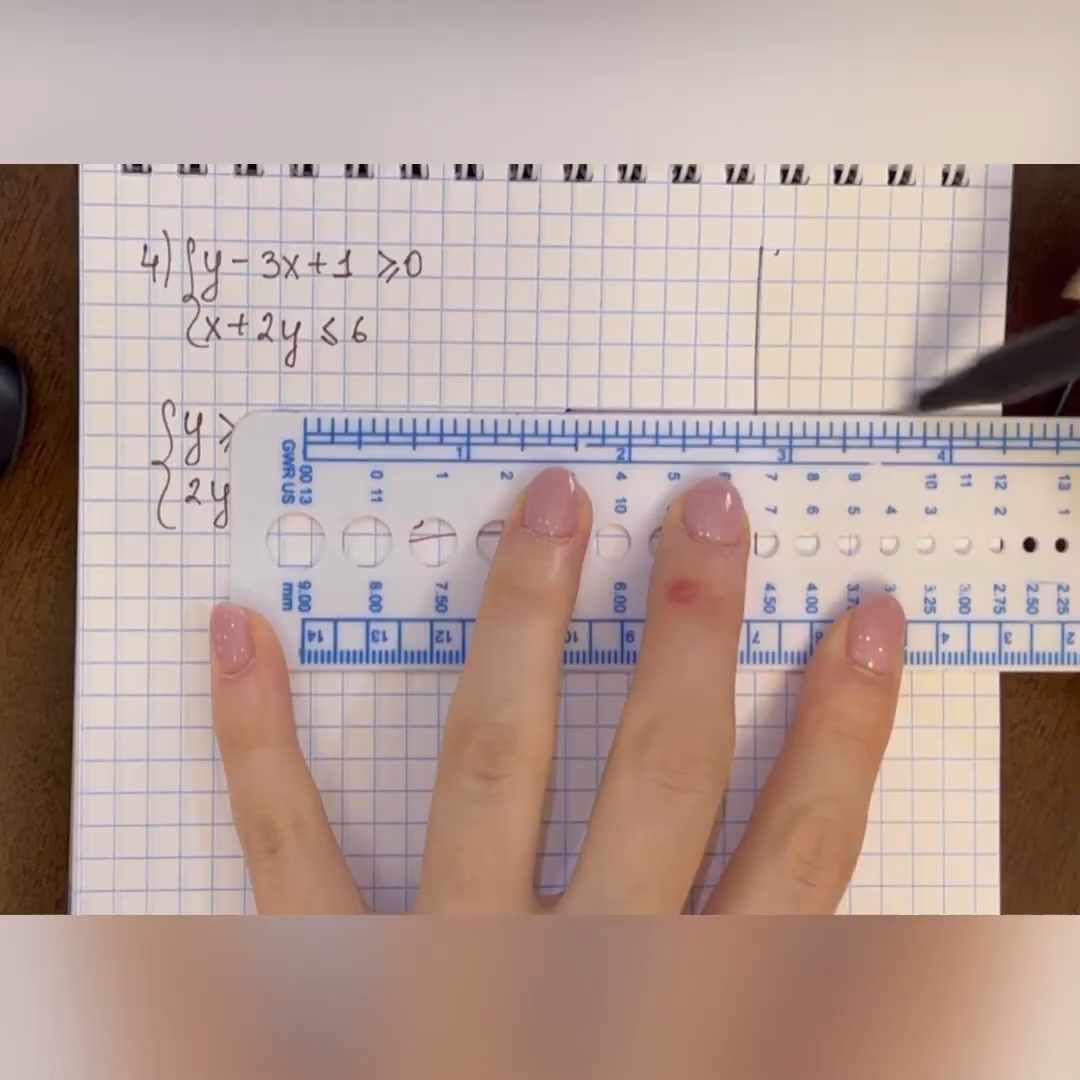 4) { y - 3x + 1 ⩾ 0
{ x + 2y ⩽ 6
{ y ⩾
{ 2y
1 2 3 4
GWR US
00 0 1 2 4 5 6 7 8 9 10 11 12 13
13 11 10 7 6 5 4 3 2 1
mm 9.00 8.00 7.50 6.00 4.50 4.00 3.25 3.00 2.75 2.50 2.25
14 13 12 9 7 4 3 2